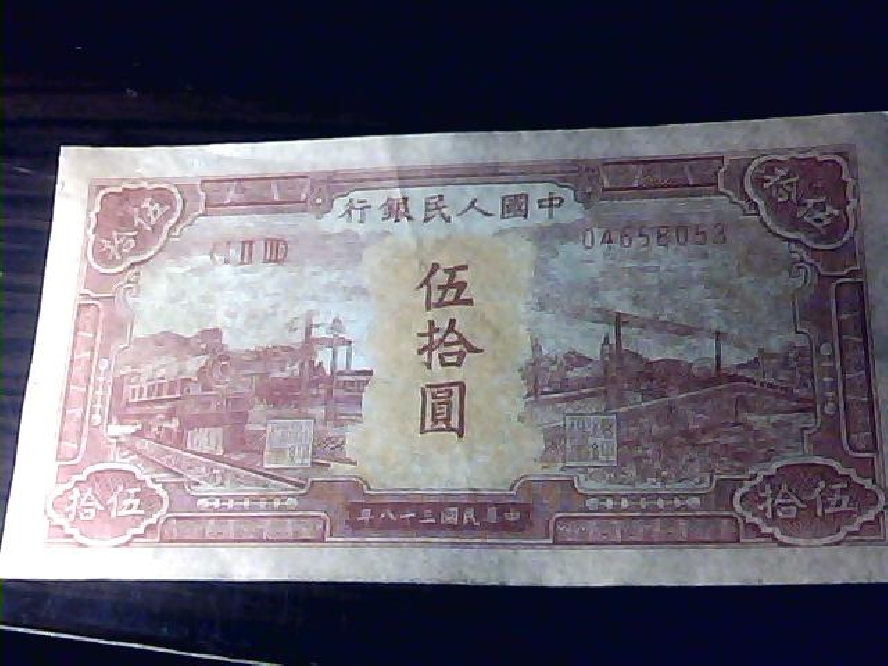 行銀民人國中
〈I II III〉
04658053
伍拾
伍拾
伍
拾
圓
拾伍
拾伍
年八十三國民華中